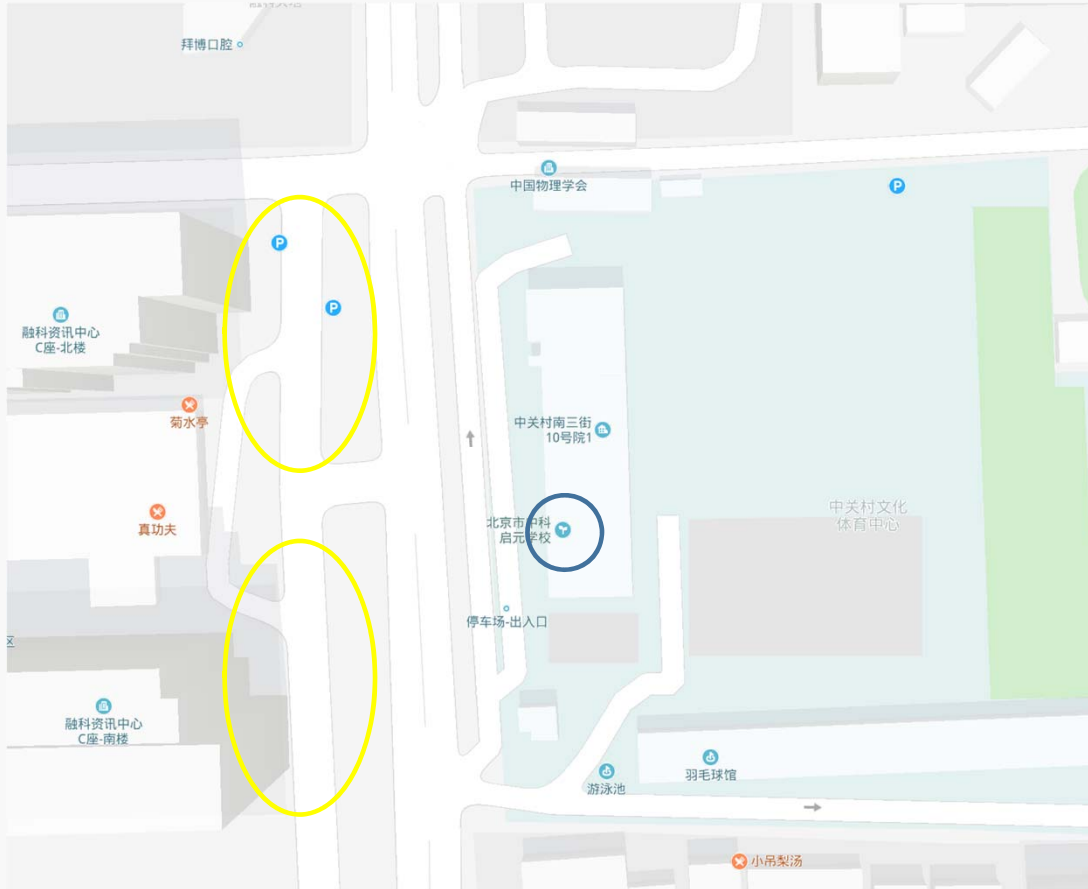 拜博口腔
P
中国物理学会
P
P
融科资讯中心
C座-北楼
菊水亭
中关村南三街
10号院1
真功夫
北京市中科
启元学校
中关村文化
体育中心
停车场-出入口
区
融科资讯中心
C座-南楼
游泳池
羽毛球馆
小吊梨汤